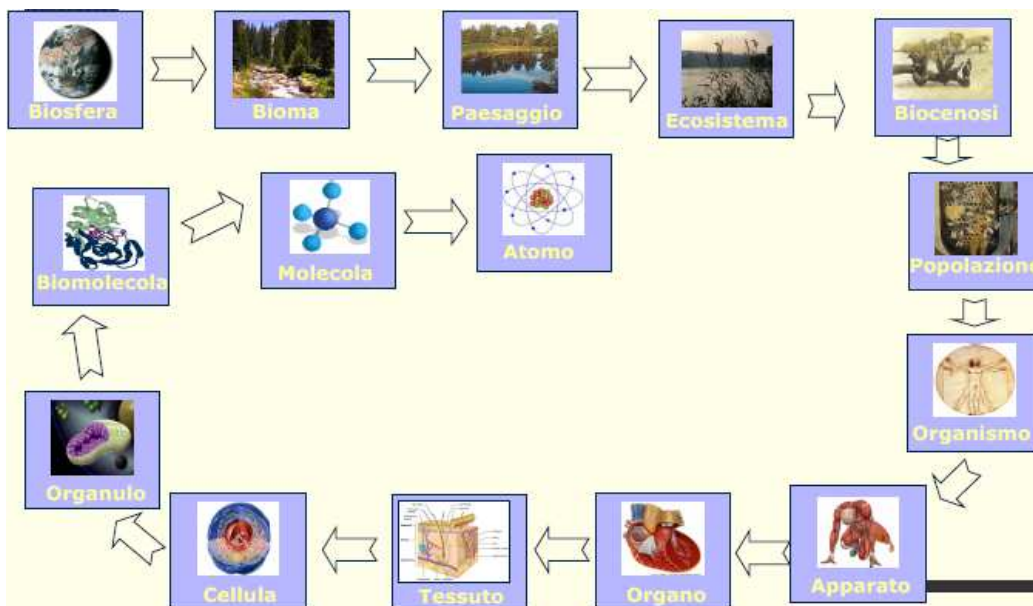 Biosfera
Bioma
Paesaggio
Ecosistema
Biocenosi
Popolazione
Organismo
Apparato
Organo
Tessuto
Cellula
Organulo
Biomolecola
Molecola
Atomo